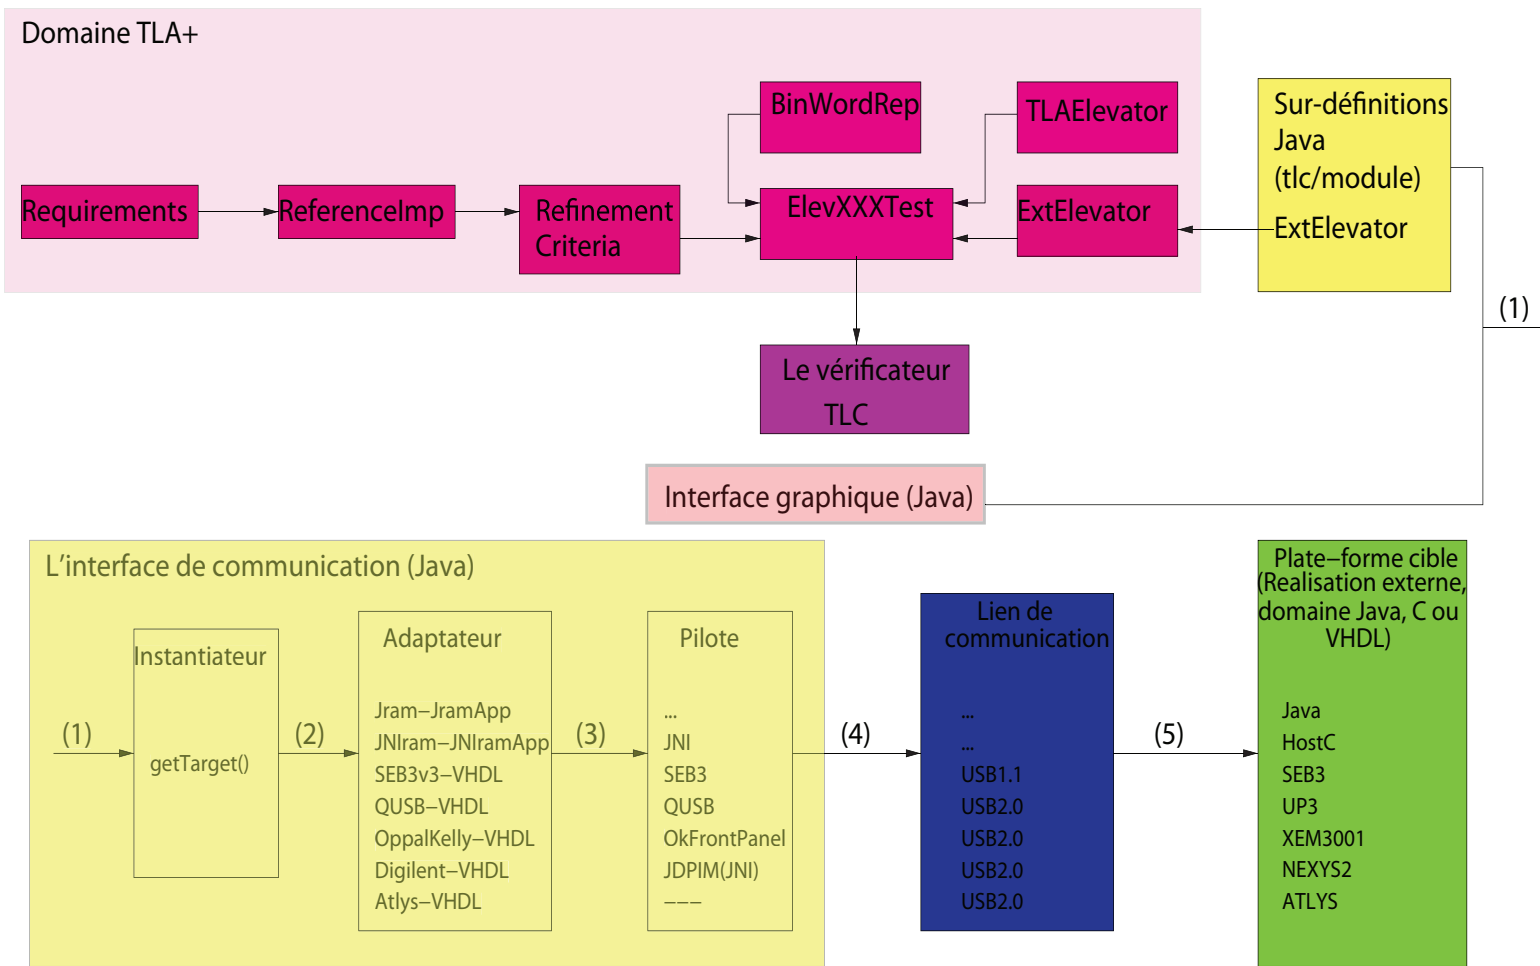 Domaine TLA+
BinWordRep
TLAElevator
Sur-définitions
Java
(tlc/module)
ExtElevator
Requirements
ReferenceImp
Refinement
Criteria
ElevXXXTest
ExtElevator
(1)
Le vérificateur
TLC
Interface graphique (Java)
L'interface de communication (Java)
(1)
Instantiateur
getTarget()
(2)
Adaptateur
Jram–JramApp
JNIram–JNIramApp
SEB3v3–VHDL
QUSB–VHDL
OppalKelly–VHDL
Digilent–VHDL
Atlys–VHDL
(3)
Pilote
...
JNI
SEB3
QUSB
OkFrontPanel
JDPIM(JNI)
–––
(4)
Lien de
communication
...
...
USB1.1
USB2.0
USB2.0
USB2.0
USB2.0
(5)
Plate–forme cible
(Realisation externe,
domaine Java, C ou
VHDL)
Java
HostC
SEB3
UP3
XEM3001
NEXYS2
ATLYS